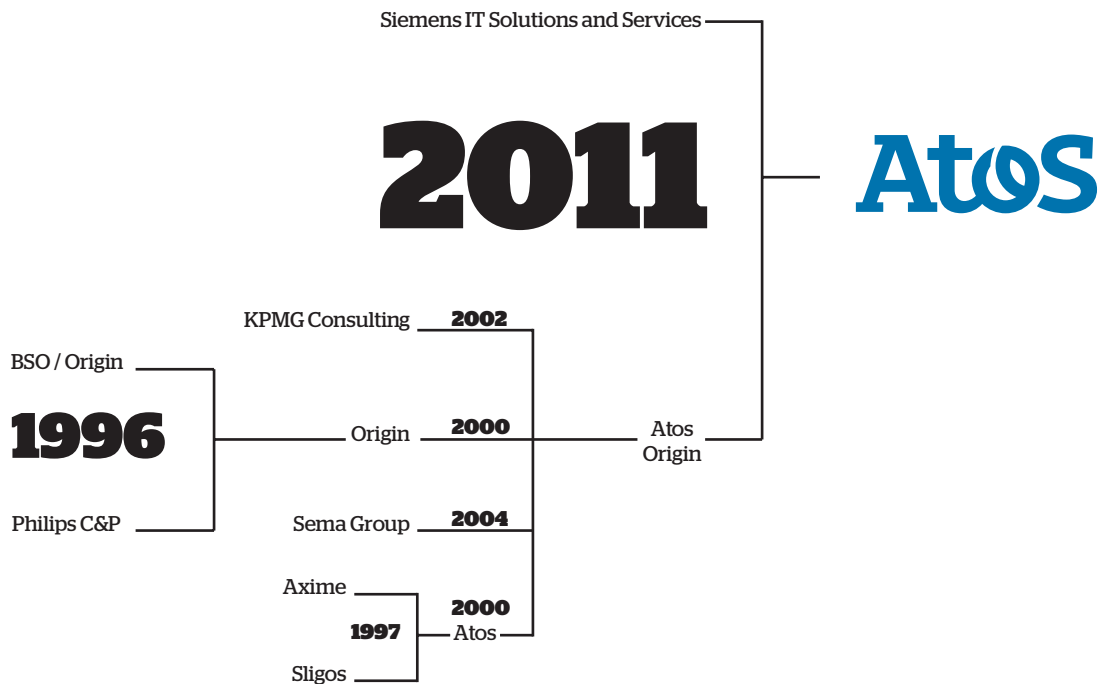 Siemens IT Solutions and Services
2011
Atos
KPMG Consulting 2002
BSO / Origin
1996
Origin 2000
Atos
Origin
Philips C&P
Sema Group 2004
Axime
2000
1997
Atos
Sligos